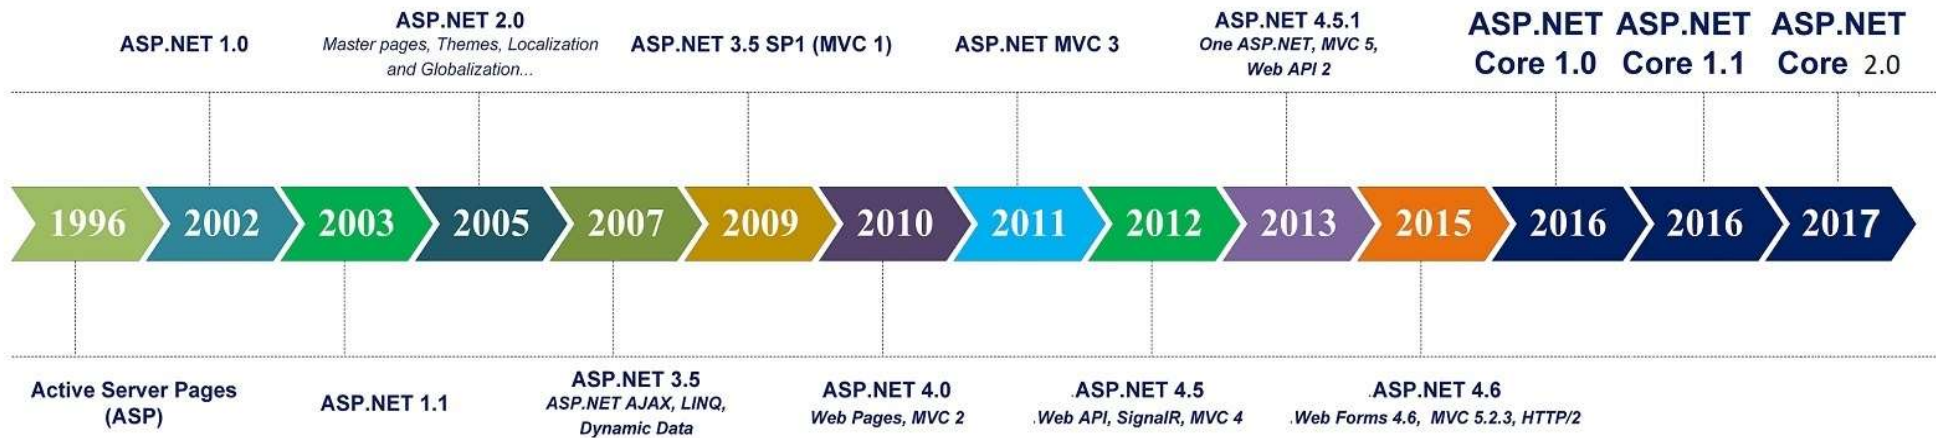 ASP.NET 1.0
ASP.NET 2.0
Master pages, Themes, Localization
and Globalization...
ASP.NET 3.5 SP1 (MVC 1)
ASP.NET MVC 3
ASP.NET 4.5.1
One ASP.NET, MVC 5,
Web API 2
ASP.NET
Core 1.0
ASP.NET
Core 1.1
ASP.NET
Core 2.0
1996
2002
2003
2005
2007
2009
2010
2011
2012
2013
2015
2016
2016
2017
Active Server Pages
(ASP)
ASP.NET 1.1
ASP.NET 3.5
ASP.NET AJAX, LINQ,
Dynamic Data
ASP.NET 4.0
Web Pages, MVC 2
.ASP.NET 4.5
.Web API, SignalR, MVC 4
.ASP.NET 4.6
.Web Forms 4.6, MVC 5.2.3, HTTP/2